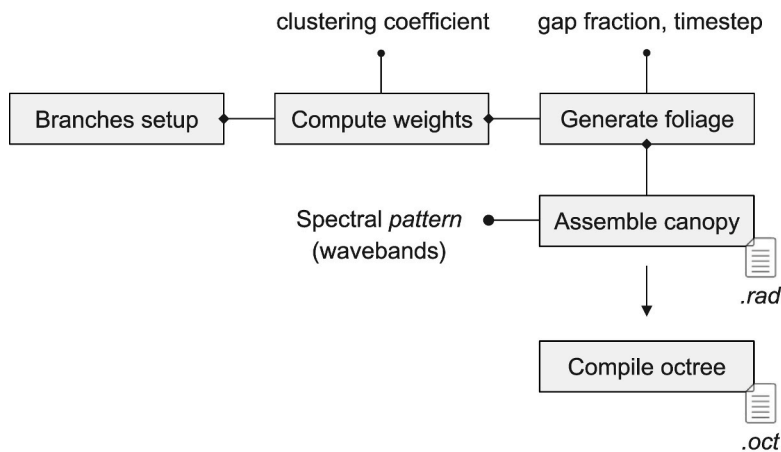 clustering coefficient
gap fraction, timestep
Branches setup
Compute weights
Generate foliage
Spectral pattern
(wavebands)
Assemble canopy
.rad
Compile octree
.oct